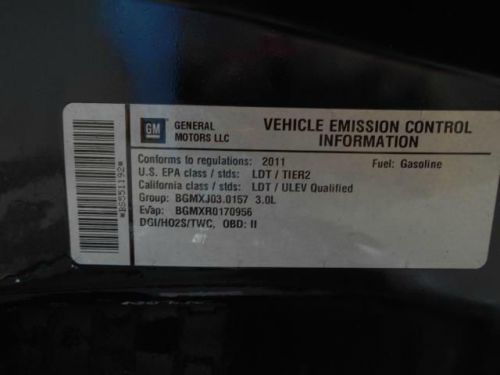 GM GENERAL MOTORS LLC
VEHICLE EMISSION CONTROL
INFORMATION
Conforms to regulations: 2011 Fuel: Gasoline
U.S. EPA class / stds: LDT / TIER2
California class / stds: LDT / ULEV Qualified
Group: BGMXJ03.0157 3.0L
Evap: BGMXR0170956
DGI/HO2S/TWC, OBD: II